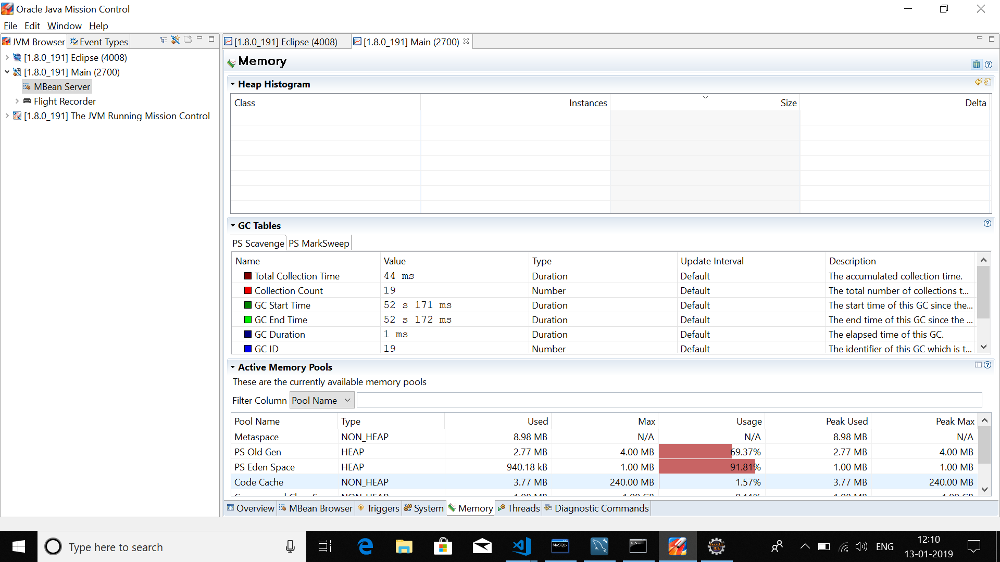 Oracle Java Mission Control
File Edit Window Help
JVM Browser Event Types
[1.8.0_191] Eclipse (4008)
[1.8.0_191] Main (2700)
MBean Server
Flight Recorder
[1.8.0_191] The JVM Running Mission Control
[1.8.0_191] Eclipse (4008) [1.8.0_191] Main (2700)
Memory
Heap Histogram
Class Instances Size Delta
GC Tables
PS Scavenge PS MarkSweep
Name Value Type Update Interval Description
Total Collection Time 44 ms Duration Default The accumulated collection time.
Collection Count 19 Number Default The total number of collections t...
GC Start Time 52 s 171 ms Duration Default The start time of this GC since the...
GC End Time 52 s 172 ms Duration Default The end time of this GC since the ...
GC Duration 1 ms Duration Default The elapsed time of this GC.
GC ID 19 Number Default The identifier of this GC which is t...
Active Memory Pools
These are the currently available memory pools
Filter Column Pool Name
Pool Name Type Used Max Usage Peak Used Peak Max
Metaspace NON_HEAP 8.98 MB N/A N/A 8.98 MB N/A
PS Old Gen HEAP 2.77 MB 4.00 MB 69.37% 2.77 MB 4.00 MB
PS Eden Space HEAP 940.18 kB 1.00 MB 91.81% 1.00 MB 1.00 MB
Code Cache NON_HEAP 3.77 MB 240.00 MB 1.57% 3.77 MB 240.00 MB
Overview MBean Browser Triggers System Memory Threads Diagnostic Commands
Type here to search
MySQL
Java EE
IDE
ENG
12:10
13-01-2019